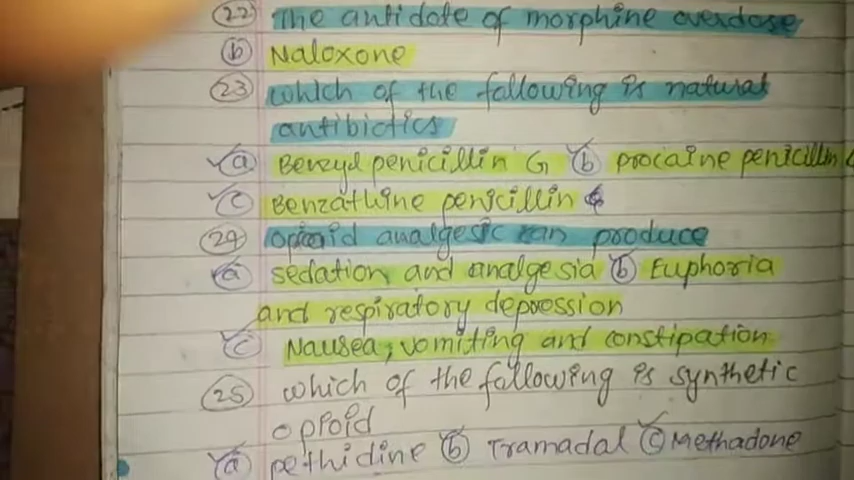 (22) The antidate of morphine overdose
(b) Naloxone
(23) which of the following is natural
antibiotics
(a) Benzyl penicillin G (b) procaine penicillin
(c) Benzathine penicillin G
(24) opioid analgesic can produce
(a) sedation and analgesia (b) Euphoria
and respiratory depression
(c) Nausea, vomiting and constipation
(25) which of the following is synthetic
opioid
(a) pethidine (b) Tramadal (c) Methadone